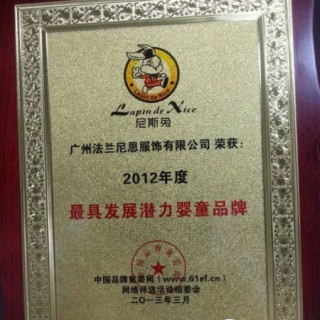 Lapin de Nice
尼斯兔
广州法兰尼思服饰有限公司 荣获：
2012年度
最具发展潜力婴童品牌
中国品牌童装网（www.61ef.cn）
网络评选活动组委会
二〇一三年三月